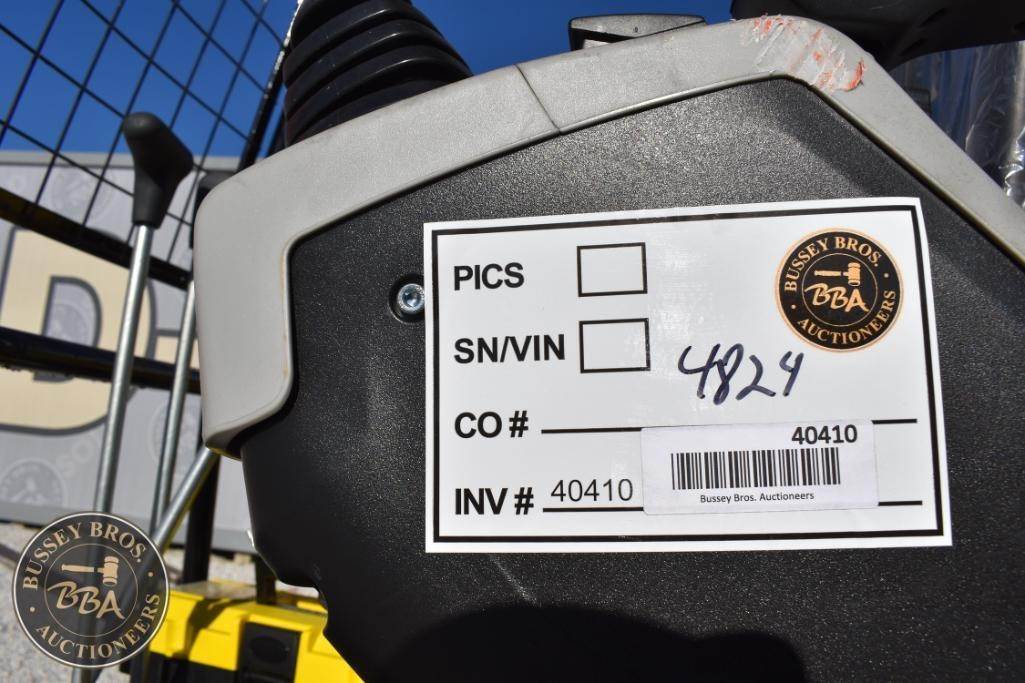 PICS
SN/VIN
4824
CO #
40410
Bussey Bros. Auctioneers
INV # 40410
BUSSEY BROS.
BBA
AUCTIONEERS
BUSSEY BROS.
BBA
AUCTIONEERS